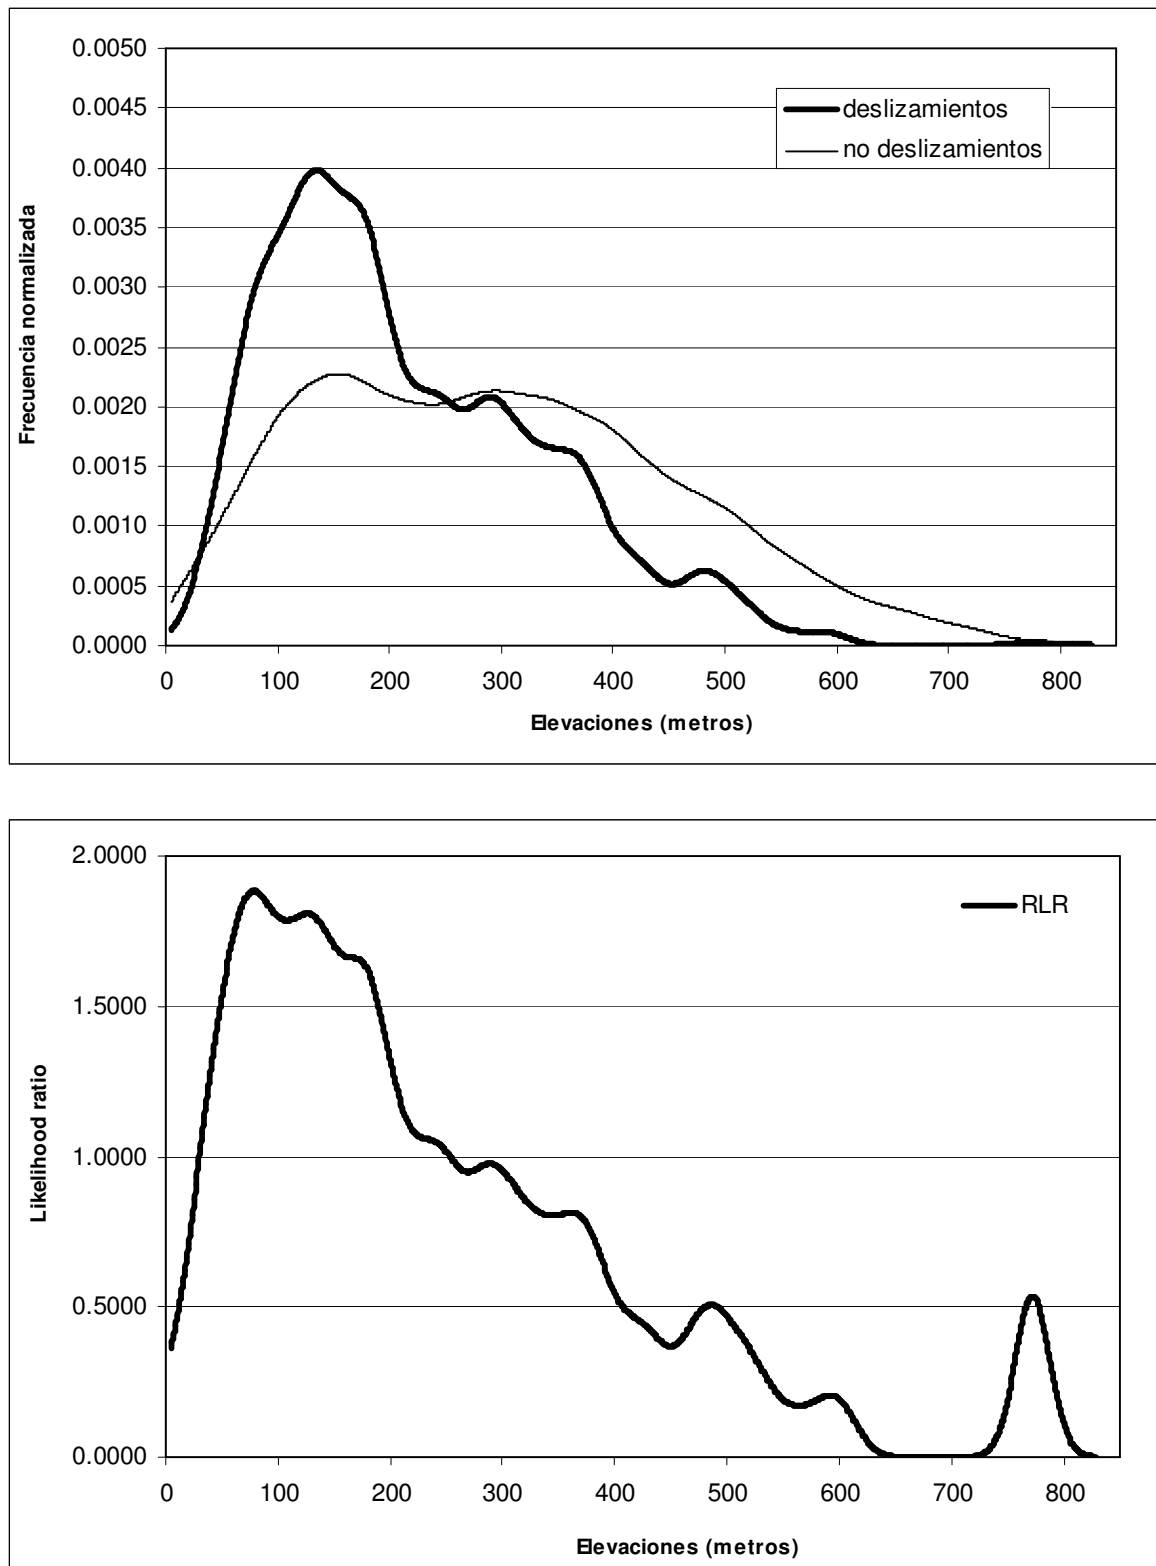 0.0050
0.0045
0.0040
0.0035
0.0030
0.0025
0.0020
0.0015
0.0010
0.0005
0.0000
Frecuencia normalizada
deslizamientos
no deslizamientos
0 100 200 300 400 500 600 700 800
Elevaciones (metros)
2.0000
1.5000
1.0000
0.5000
0.0000
Likelihood ratio
RLR
0 100 200 300 400 500 600 700 800
Elevaciones (metros)